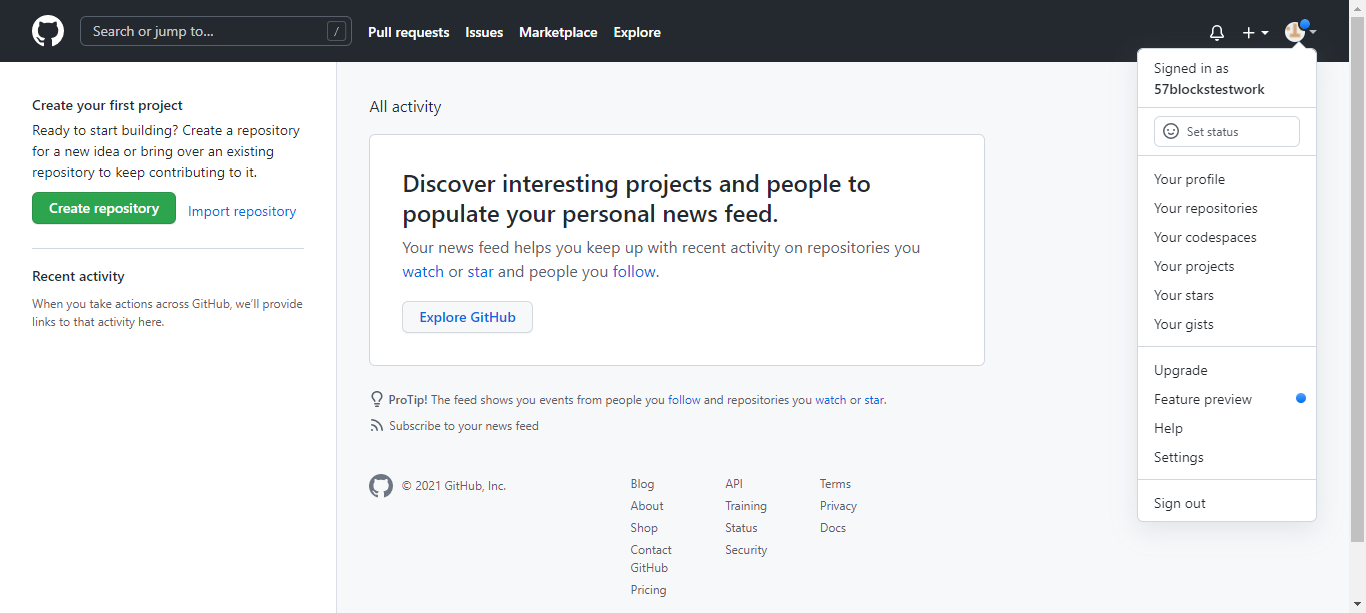 Search or jump to...
/
Pull requests
Issues
Marketplace
Explore
Signed in as
57blockstestwork
Set status
Your profile
Your repositories
Your codespaces
Your projects
Your stars
Your gists
Upgrade
Feature preview
Help
Settings
Sign out
Create your first project
Ready to start building? Create a repository
for a new idea or bring over an existing
repository to keep contributing to it.
Create repository
Import repository
Recent activity
When you take actions across GitHub, we’ll provide
links to that activity here.
All activity
Discover interesting projects and people to
populate your personal news feed.
Your news feed helps you keep up with recent activity on repositories you
watch or star and people you follow.
Explore GitHub
ProTip! The feed shows you events from people you follow and repositories you watch or star.
Subscribe to your news feed
© 2021 GitHub, Inc.
Blog
About
Shop
Contact
GitHub
Pricing
API
Training
Status
Security
Terms
Privacy
Docs